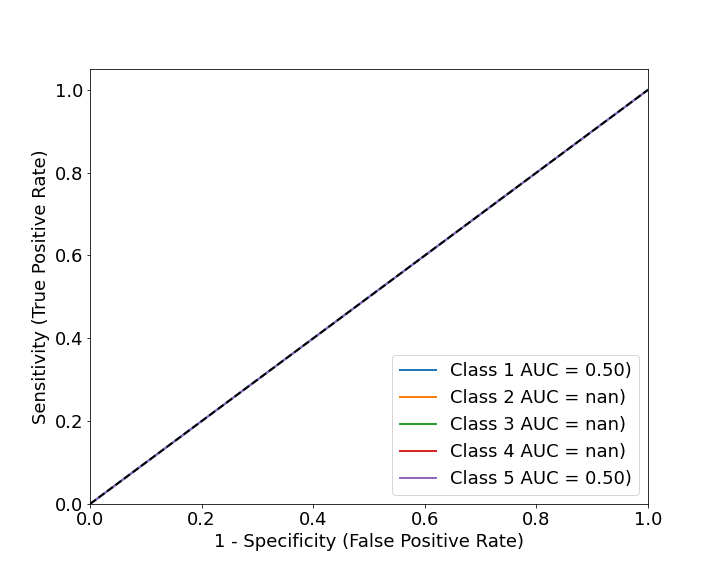 1.0
0.8
0.6
0.4
0.2
0.0
Sensitivity (True Positive Rate)
Class 1 AUC = 0.50)
Class 2 AUC = nan)
Class 3 AUC = nan)
Class 4 AUC = nan)
Class 5 AUC = 0.50)
0.0 0.2 0.4 0.6 0.8 1.0
1 - Specificity (False Positive Rate)